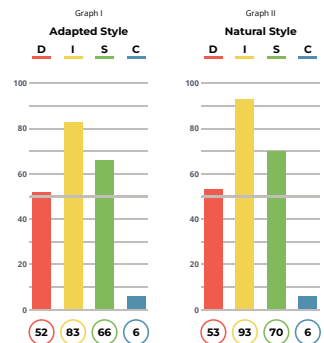 Graph I
Adapted Style
D I S C
100
80
60
40
20
0
52 83 66 6
Graph II
Natural Style
D I S C
100
80
60
40
20
0
53 93 70 6